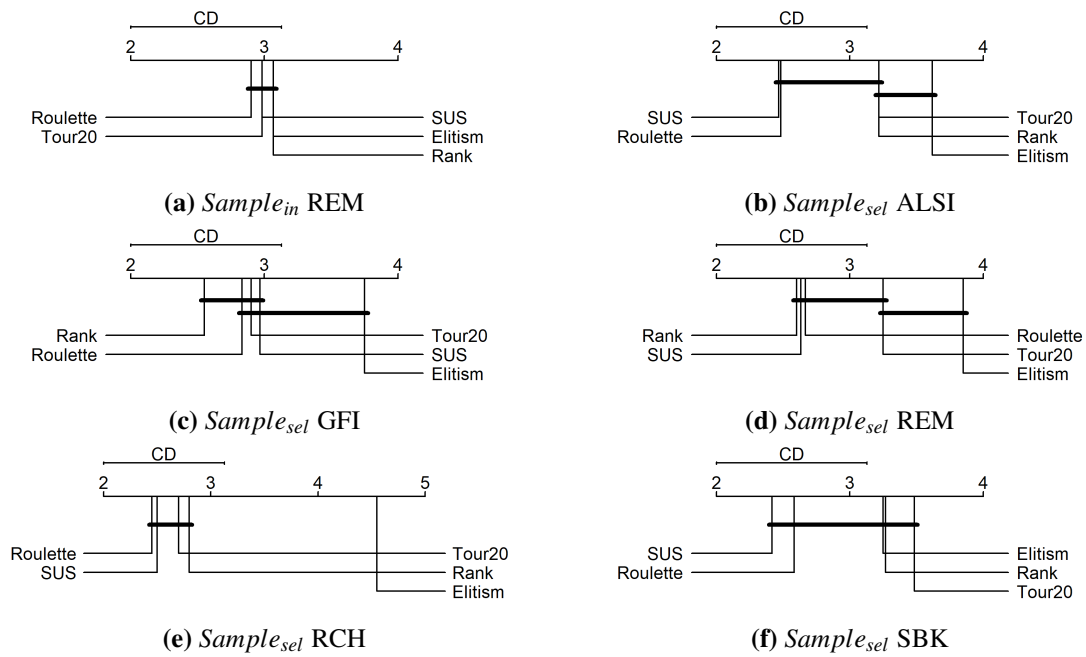 CD
2 3 4
Roulette SUS
Tour20 Elitism
Rank
(a) Sample_in REM
CD
2 3 4
SUS Tour20
Roulette Rank
Elitism
(b) Sample_sel ALSI
CD
2 3 4
Rank Tour20
Roulette SUS
Elitism
(c) Sample_sel GFI
CD
2 3 4
Rank Roulette
SUS Tour20
Elitism
(d) Sample_sel REM
CD
2 3 4 5
Roulette Tour20
SUS Rank
Elitism
(e) Sample_sel RCH
CD
2 3 4
SUS Elitism
Roulette Rank
Tour20
(f) Sample_sel SBK